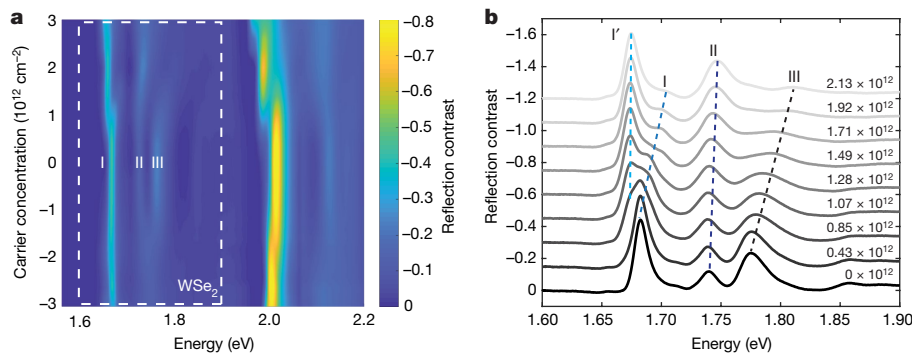 a
3
2
1
0
−1
−2
−3
Carrier concentration (10¹² cm⁻²)
I
II
III
WSe₂
1.6
1.8
2.0
2.2
Energy (eV)
−0.8
−0.7
−0.6
−0.5
−0.4
−0.3
−0.2
−0.1
0
Reflection contrast
b
−1.6
−1.4
−1.2
−1.0
−0.8
−0.6
−0.4
−0.2
0
Reflection contrast
I′
I
II
III
2.13 × 10¹²
1.92 × 10¹²
1.71 × 10¹²
1.49 × 10¹²
1.28 × 10¹²
1.07 × 10¹²
0.85 × 10¹²
0.43 × 10¹²
0 × 10¹²
1.60
1.65
1.70
1.75
1.80
1.85
1.90
Energy (eV)